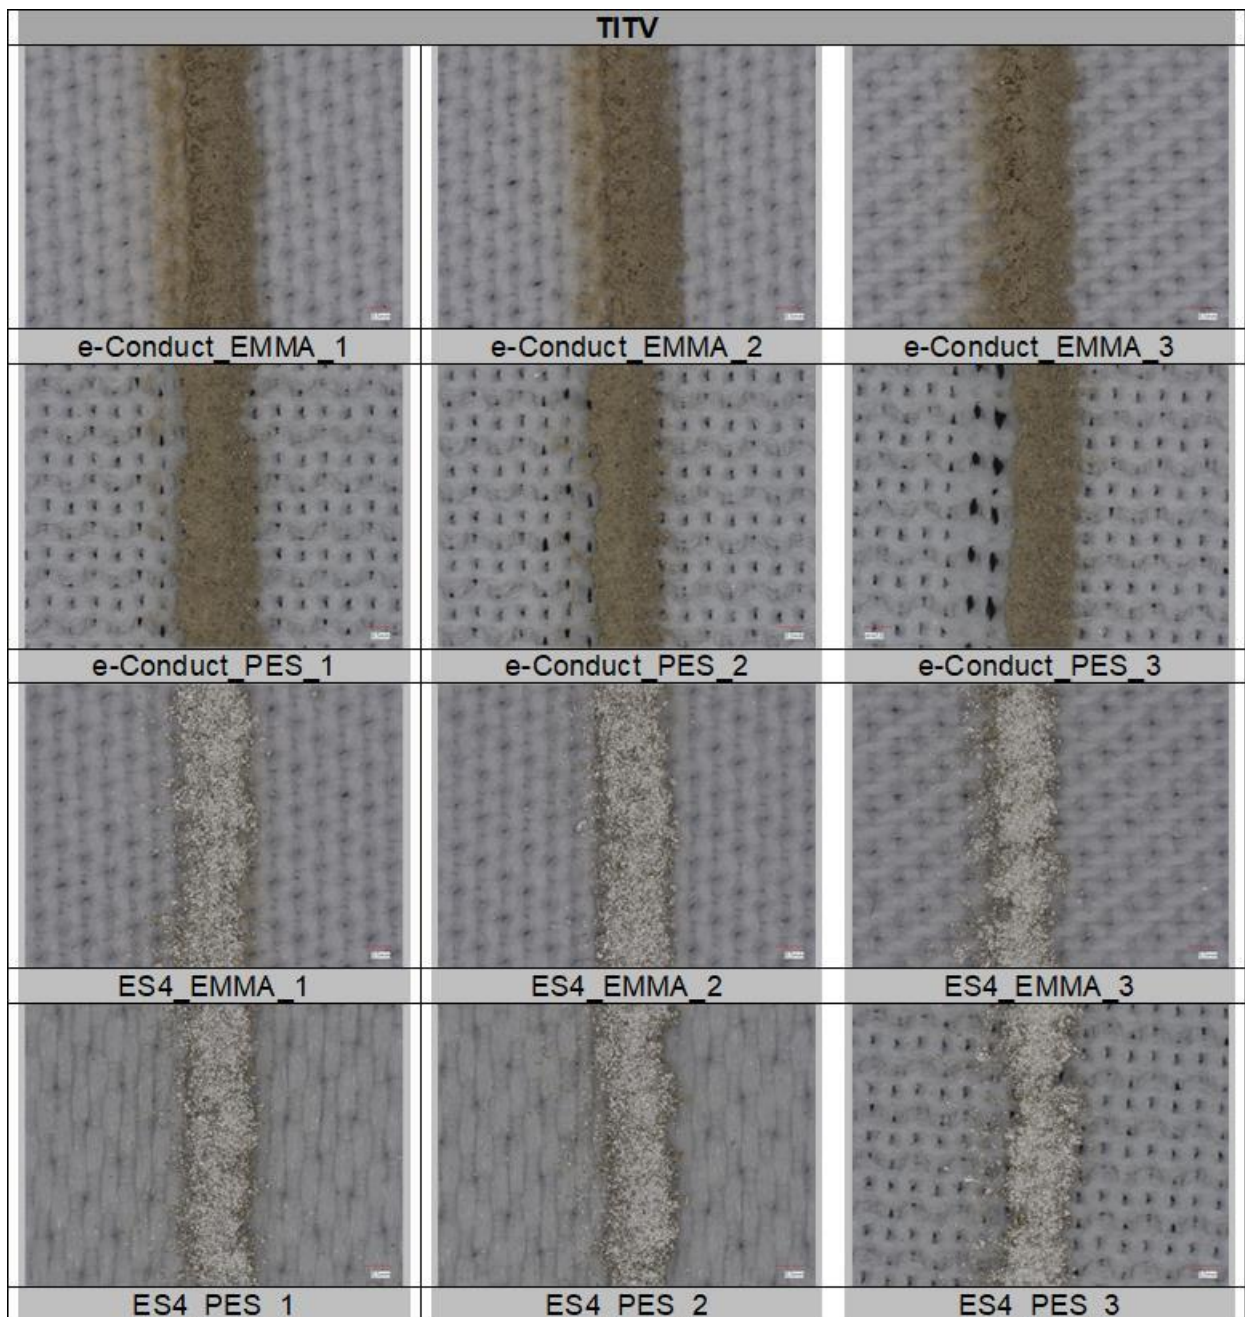 TITV
e-Conduct_EMMA_1 e-Conduct_EMMA_2 e-Conduct_EMMA_3
e-Conduct_PES_1 e-Conduct_PES_2 e-Conduct_PES_3
ES4_EMMA_1 ES4_EMMA_2 ES4_EMMA_3
ES4_PES_1 ES4_PES_2 ES4_PES_3